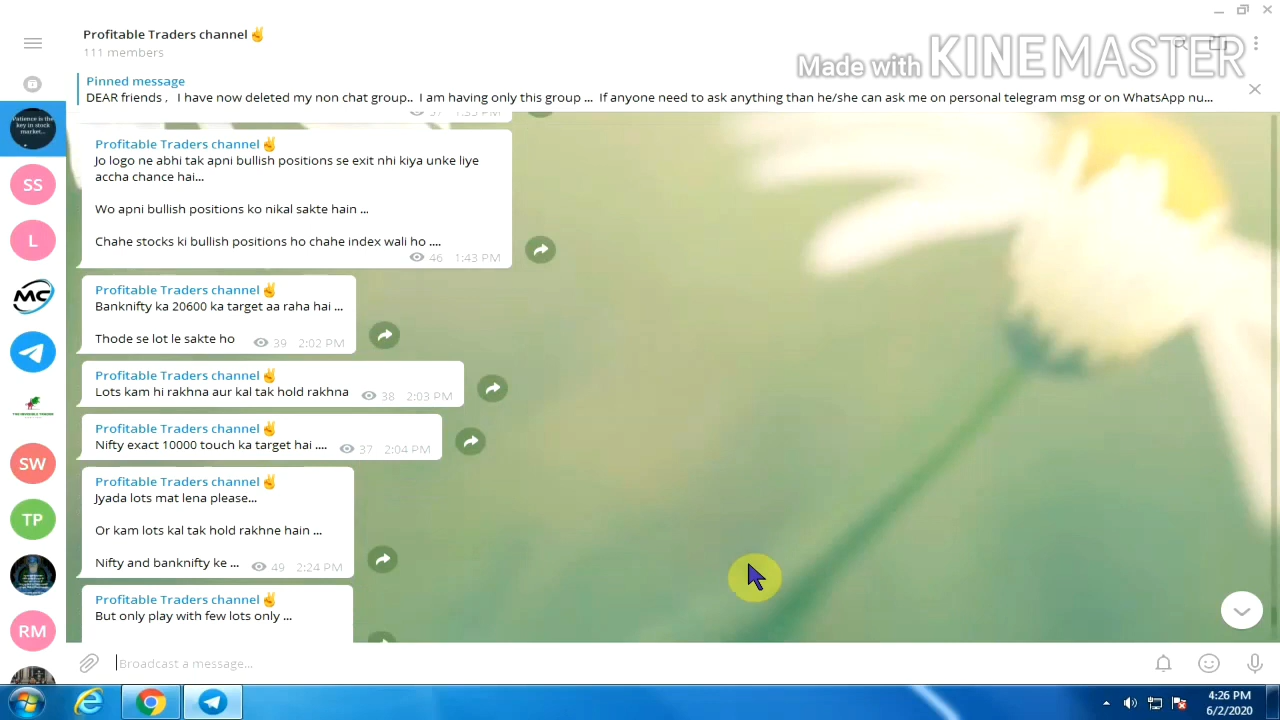 Profitable Traders channel✌
111 members
Made with KINEMASTER
Pinned message
DEAR friends , I have now deleted my non chat group.. I am having only this group ... If anyone need to ask anything than he/she can ask me on personal telegram msg or on WhatsApp nu...
Patience is the
key in stock
market...
Profitable Traders channel✌
Jo logo ne abhi tak apni bullish positions se exit nhi kiya unke liye
accha chance hai...
Wo apni bullish positions ko nikal sakte hain ...
Chahe stocks ki bullish positions ho chahe index wali ho ....
46 1:43 PM
SS
L
MC
Profitable Traders channel✌
Banknifty ka 20600 ka target aa raha hai ...
Thode se lot le sakte ho 39 2:02 PM
Profitable Traders channel✌
Lots kam hi rakhna aur kal tak hold rakhna 38 2:03 PM
Profitable Traders channel✌
Nifty exact 10000 touch ka target hai .... 37 2:04 PM
SW
TP
Profitable Traders channel✌
Jyada lots mat lena please...
Or kam lots kal tak hold rakhne hain ...
Nifty and banknifty ke ... 49 2:24 PM
Profitable Traders channel✌
But only play with few lots only ...
RM
Broadcast a message...
4:26 PM
6/2/2020